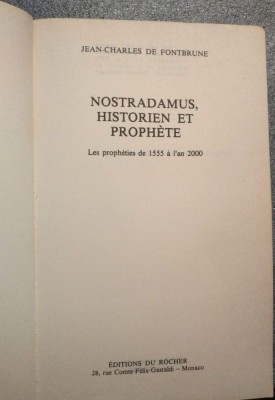 JEAN-CHARLES DE FONTBRUNE
NOSTRADAMUS,
HISTORIEN ET
PROPHÈTE
Les prophéties de 1555 à l'an 2000
ÉDITIONS DU ROCHER
28, rue Comte-Félix-Gastaldi – Monaco